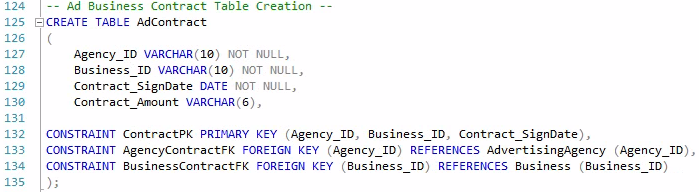 124 -- Ad Business Contract Table Creation --
125 CREATE TABLE AdContract
126 (
127 Agency_ID VARCHAR(10) NOT NULL,
128 Business_ID VARCHAR(10) NOT NULL,
129 Contract_SignDate DATE NOT NULL,
130 Contract_Amount VARCHAR(6),
131
132 CONSTRAINT ContractPK PRIMARY KEY (Agency_ID, Business_ID, Contract_SignDate),
133 CONSTRAINT AgencyContractFK FOREIGN KEY (Agency_ID) REFERENCES AdvertisingAgency (Agency_ID),
134 CONSTRAINT BusinessContractFK FOREIGN KEY (Business_ID) REFERENCES Business (Business_ID)
135 );